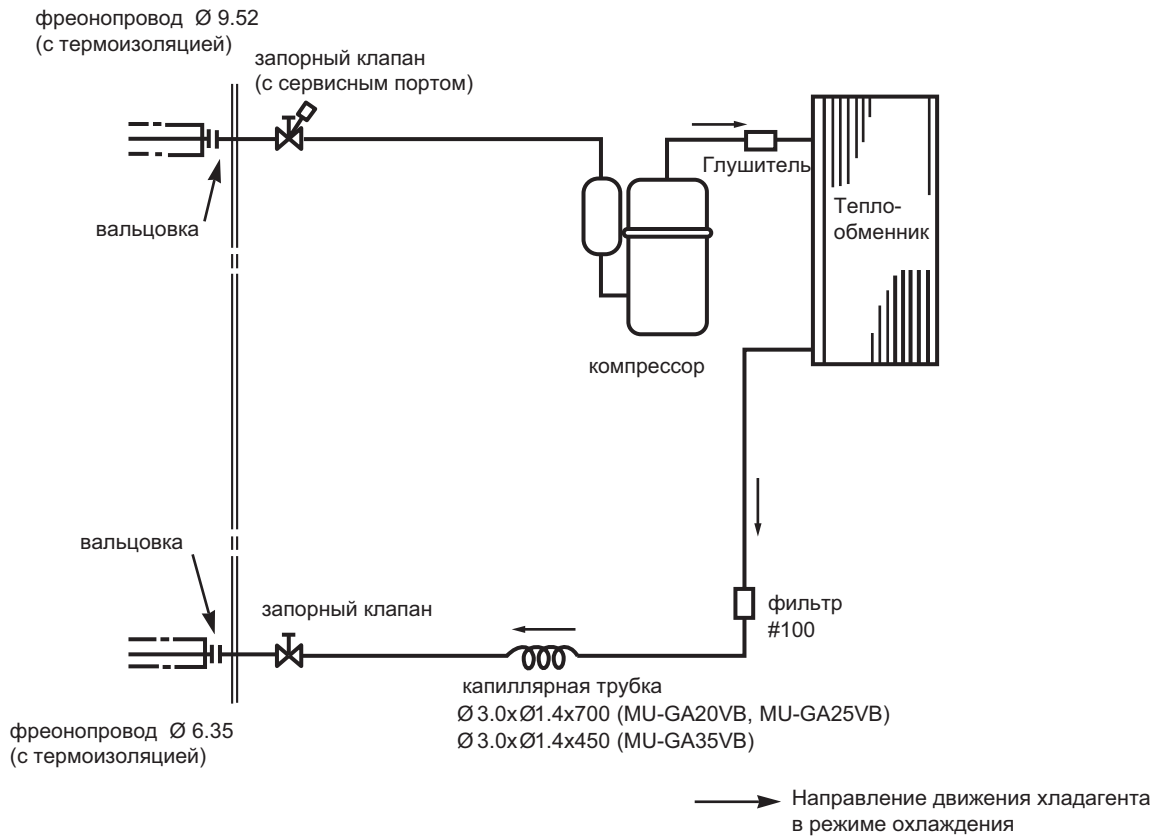 фреонопровод Ø 9.52
(с термоизоляцией)
запорный клапан
(с сервисным портом)
вальцовка
Глушитель
Тепло-
обменник
компрессор
вальцовка
запорный клапан
фильтр
#100
капиллярная трубка
Ø 3.0xØ1.4x700 (MU-GA20VB, MU-GA25VB)
Ø 3.0xØ1.4x450 (MU-GA35VB)
фреонопровод Ø 6.35
(с термоизоляцией)
Направление движения хладагента
в режиме охлаждения